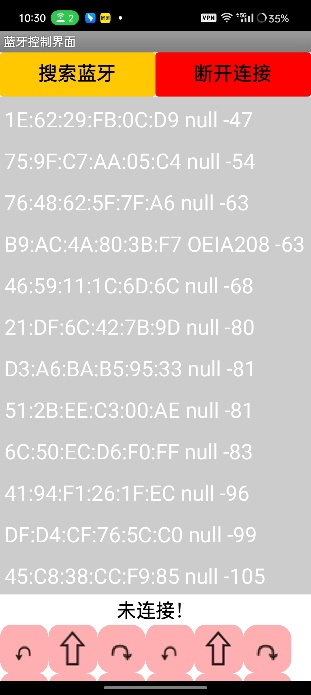 10:30 2 VPN 35%
蓝牙控制界面
搜索蓝牙 断开连接
1E:62:29:FB:0C:D9 null -47
75:9F:C7:AA:05:C4 null -54
76:48:62:5F:7F:A6 null -63
B9:AC:4A:80:3B:F7 OEIA208 -63
46:59:11:1C:6D:6C null -68
21:DF:6C:42:7B:9D null -80
D3:A6:BA:B5:95:33 null -81
51:2B:EE:C3:00:AE null -81
6C:50:EC:D6:F0:FF null -83
41:94:F1:26:1F:EC null -96
DF:D4:CF:76:5C:C0 null -99
45:C8:38:CC:F9:85 null -105
未连接!